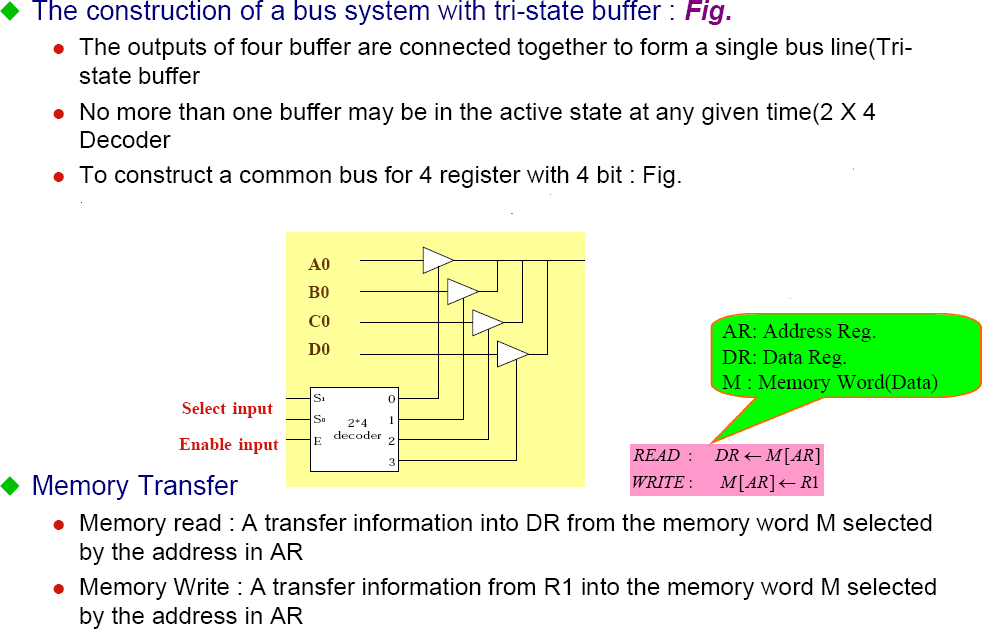 The construction of a bus system with tri-state buffer : Fig.
The outputs of four buffer are connected together to form a single bus line(Tri-
state buffer
No more than one buffer may be in the active state at any given time(2 X 4
Decoder
To construct a common bus for 4 register with 4 bit : Fig.
A0
B0
C0
D0
Select input
Enable input
S₁
S₀
E
2*4
decoder
0
1
2
3
AR: Address Reg.
DR: Data Reg.
M : Memory Word(Data)
READ : DR ← M[AR]
WRITE : M[AR] ← R1
Memory Transfer
Memory read : A transfer information into DR from the memory word M selected
by the address in AR
Memory Write : A transfer information from R1 into the memory word M selected
by the address in AR